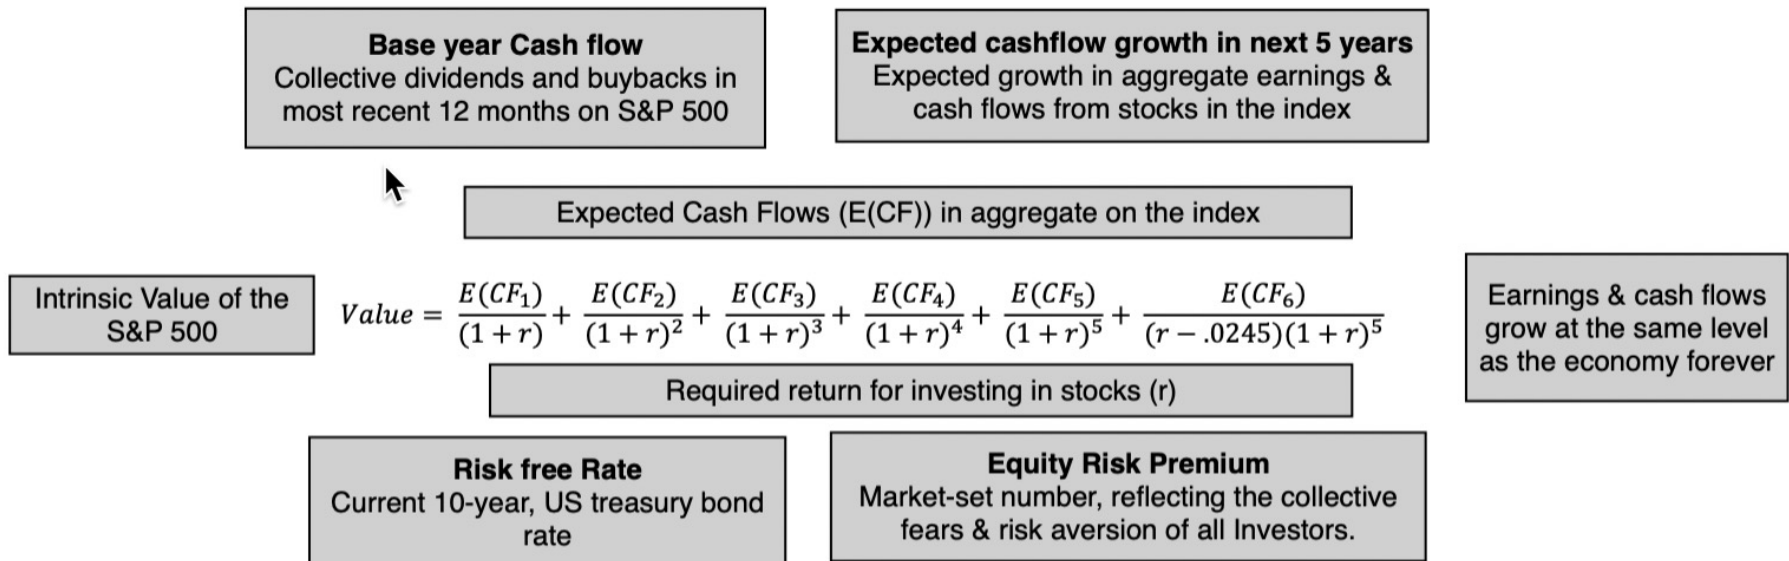 Base year Cash flow
Collective dividends and buybacks in
most recent 12 months on S&P 500
Expected cashflow growth in next 5 years
Expected growth in aggregate earnings &
cash flows from stocks in the index
Expected Cash Flows (E(CF)) in aggregate on the index
Intrinsic Value of the
S&P 500
Value = E(CF₁)/(1 + r) + E(CF₂)/(1 + r)² + E(CF₃)/(1 + r)³ + E(CF₄)/(1 + r)⁴ + E(CF₅)/(1 + r)⁵ + E(CF₆)/(r − .0245)(1 + r)⁵
Earnings & cash flows
grow at the same level
as the economy forever
Required return for investing in stocks (r)
Risk free Rate
Current 10-year, US treasury bond
rate
Equity Risk Premium
Market-set number, reflecting the collective
fears & risk aversion of all Investors.